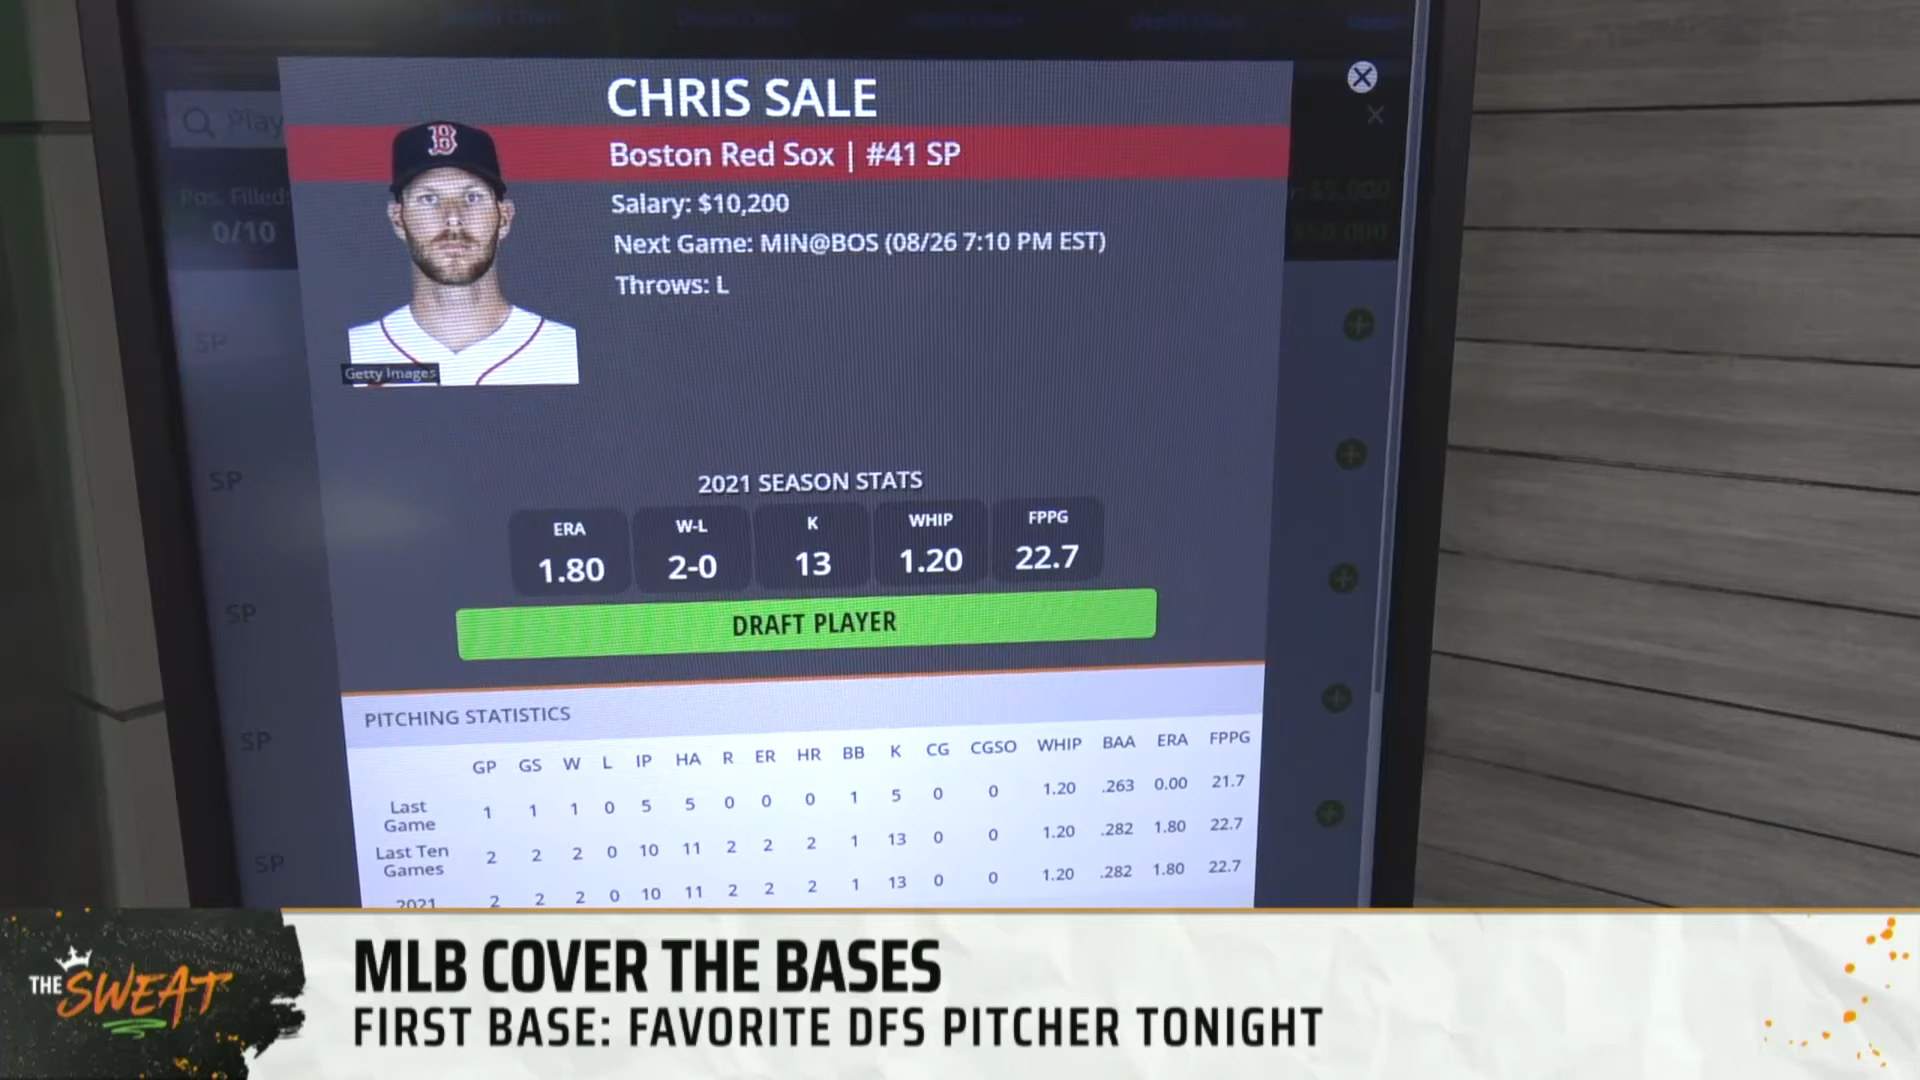 CHRIS SALE
Boston Red Sox | #41 SP
Salary: $10,200
Next Game: MIN@BOS (08/26 7:10 PM EST)
Throws: L
Getty Images
Play
Pos. Filled:
0/10
$5,000
$50,000
SP
SP
SP
SP
SP
2021 SEASON STATS
ERA W-L K WHIP FPPG
1.80 2-0 13 1.20 22.7
DRAFT PLAYER
PITCHING STATISTICS
GP GS W L IP HA R ER HR BB K CG CGSO WHIP BAA ERA FPPG
Last Game 1 1 1 0 5 5 0 0 0 1 5 0 0 1.20 .263 0.00 21.7
Last Ten Games 2 2 2 0 10 11 2 2 2 1 13 0 0 1.20 .282 1.80 22.7
2021 2 2 2 0 10 11 2 2 2 1 13 0 0 1.20 .282 1.80 22.7
THE SWEAT
MLB COVER THE BASES
FIRST BASE: FAVORITE DFS PITCHER TONIGHT